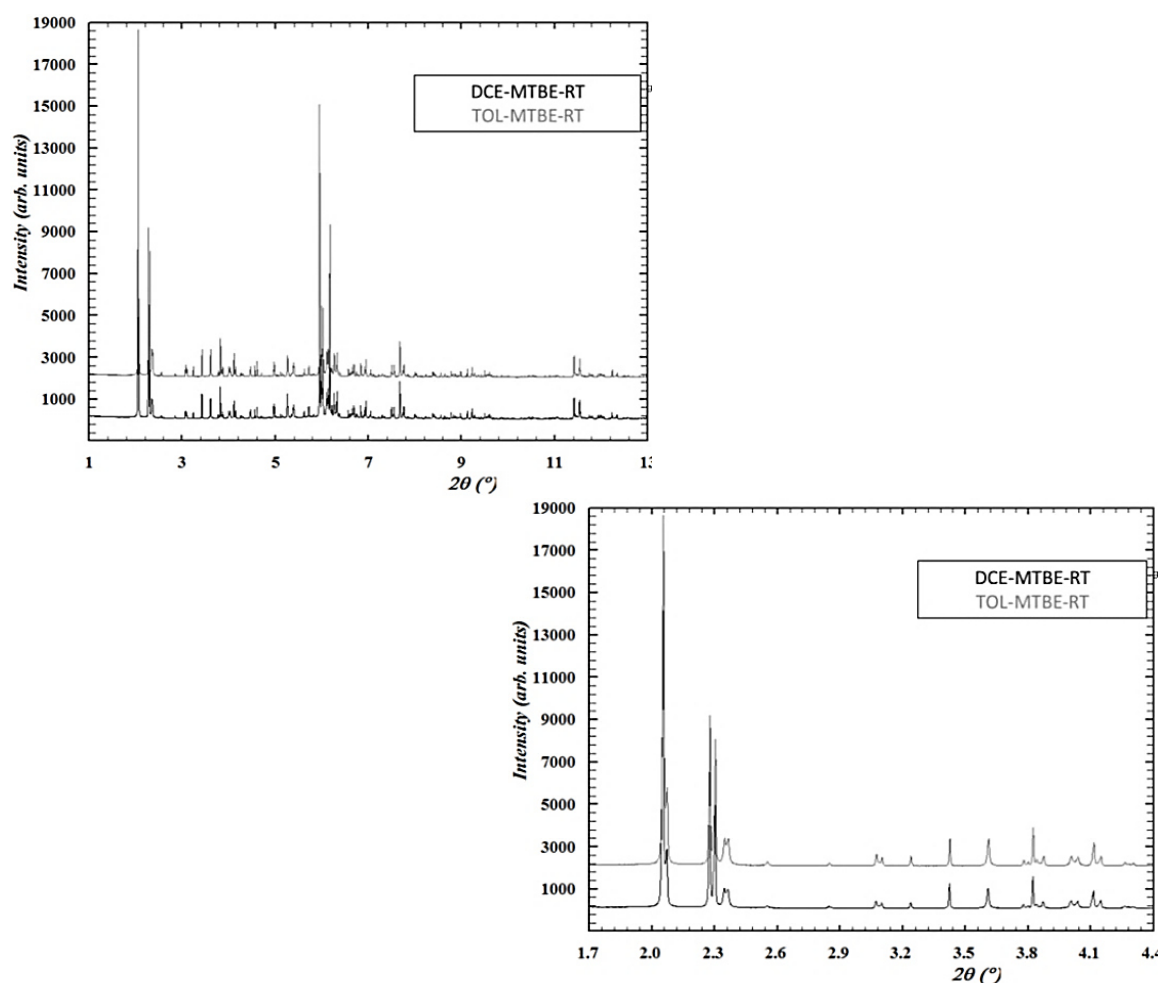 19000
17000
15000
13000
11000
9000
7000
5000
3000
1000
Intensity (arb. units)
DCE-MTBE-RT
TOL-MTBE-RT
1 3 5 7 9 11
2θ (°)
19000
17000
15000
13000
11000
9000
7000
5000
3000
1000
Intensity (arb. units)
DCE-MTBE-RT
TOL-MTBE-RT
1.7 2.0 2.3 2.6 2.9 3.2 3.5 3.8 4.1 4.4
2θ (°)